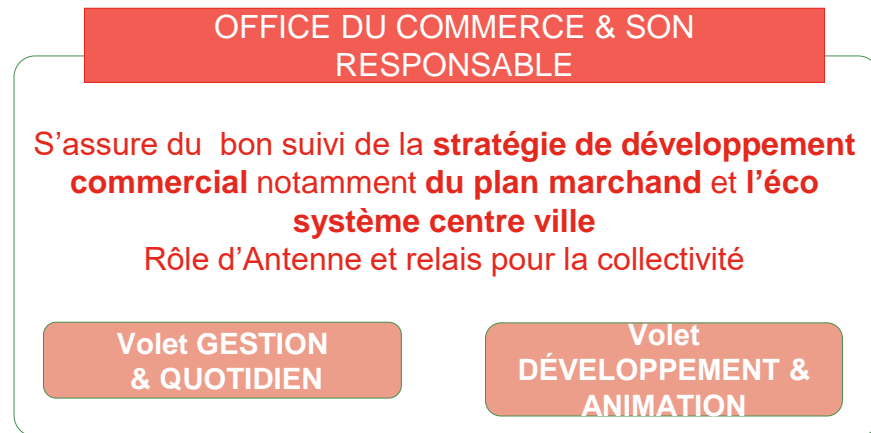 OFFICE DU COMMERCE & SON
RESPONSABLE
S’assure du  bon suivi de la stratégie de développement
commercial notamment du plan marchand et l’éco
système centre ville
Rôle d’Antenne et relais pour la collectivité
Volet GESTION
& QUOTIDIEN
Volet
DÉVELOPPEMENT &
ANIMATION